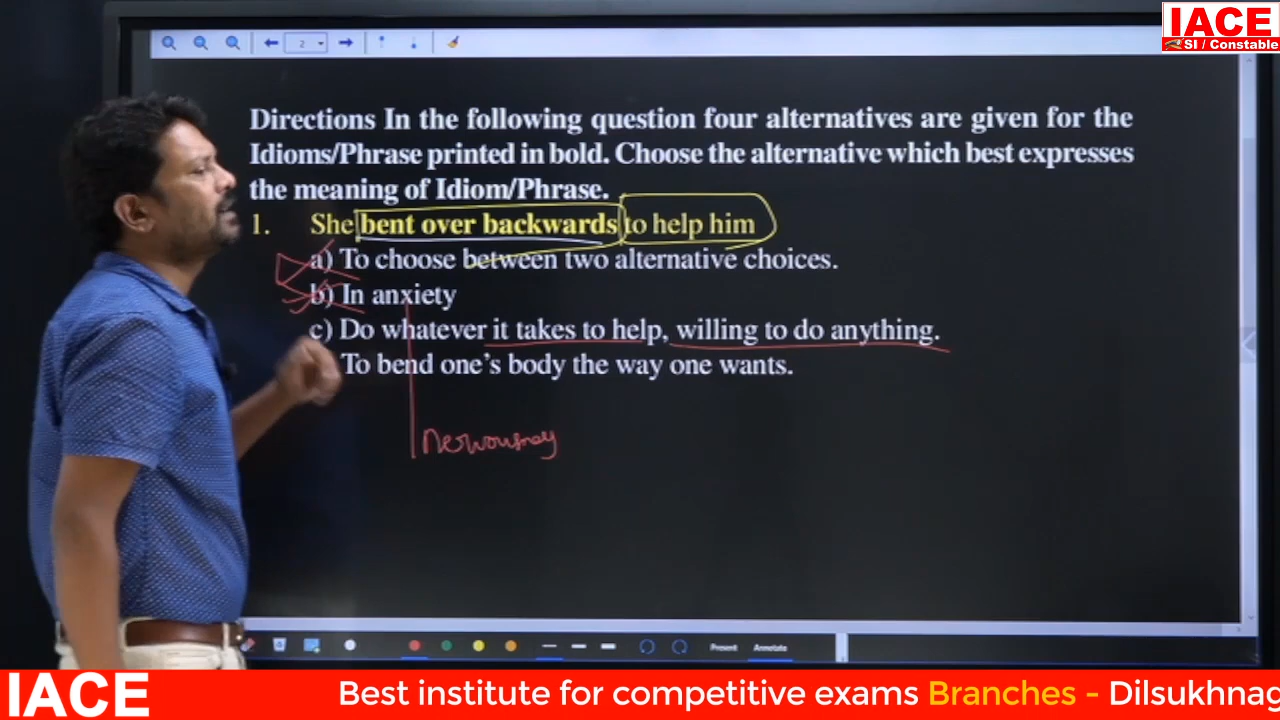 IACE
SI / Constable
2
Directions In the following question four alternatives are given for the
Idioms/Phrase printed in bold. Choose the alternative which best expresses
the meaning of Idiom/Phrase.
1. She bent over backwards to help him
a) To choose between two alternative choices.
b) In anxiety
c) Do whatever it takes to help, willing to do anything.
To bend one's body the way one wants.
Present Annotate
IACE Best institute for competitive exams Branches - Dilsukhnag